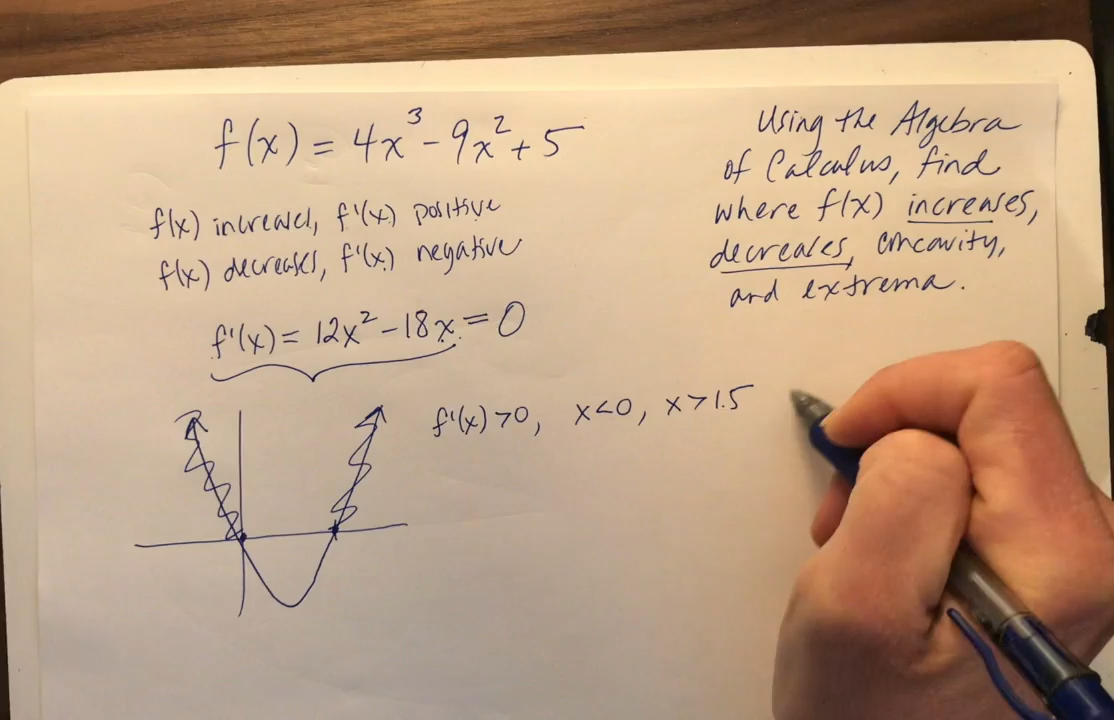 f(x) = 4x³ - 9x² + 5
Using the Algebra
of Calculus, find
where f(x) increases,
decreases, concavity,
and extrema.
f(x) increases, f'(x) positive
f(x) decreases, f'(x) negative
f'(x) = 12x² - 18x = 0
f'(x) > 0, x < 0, x > 1.5